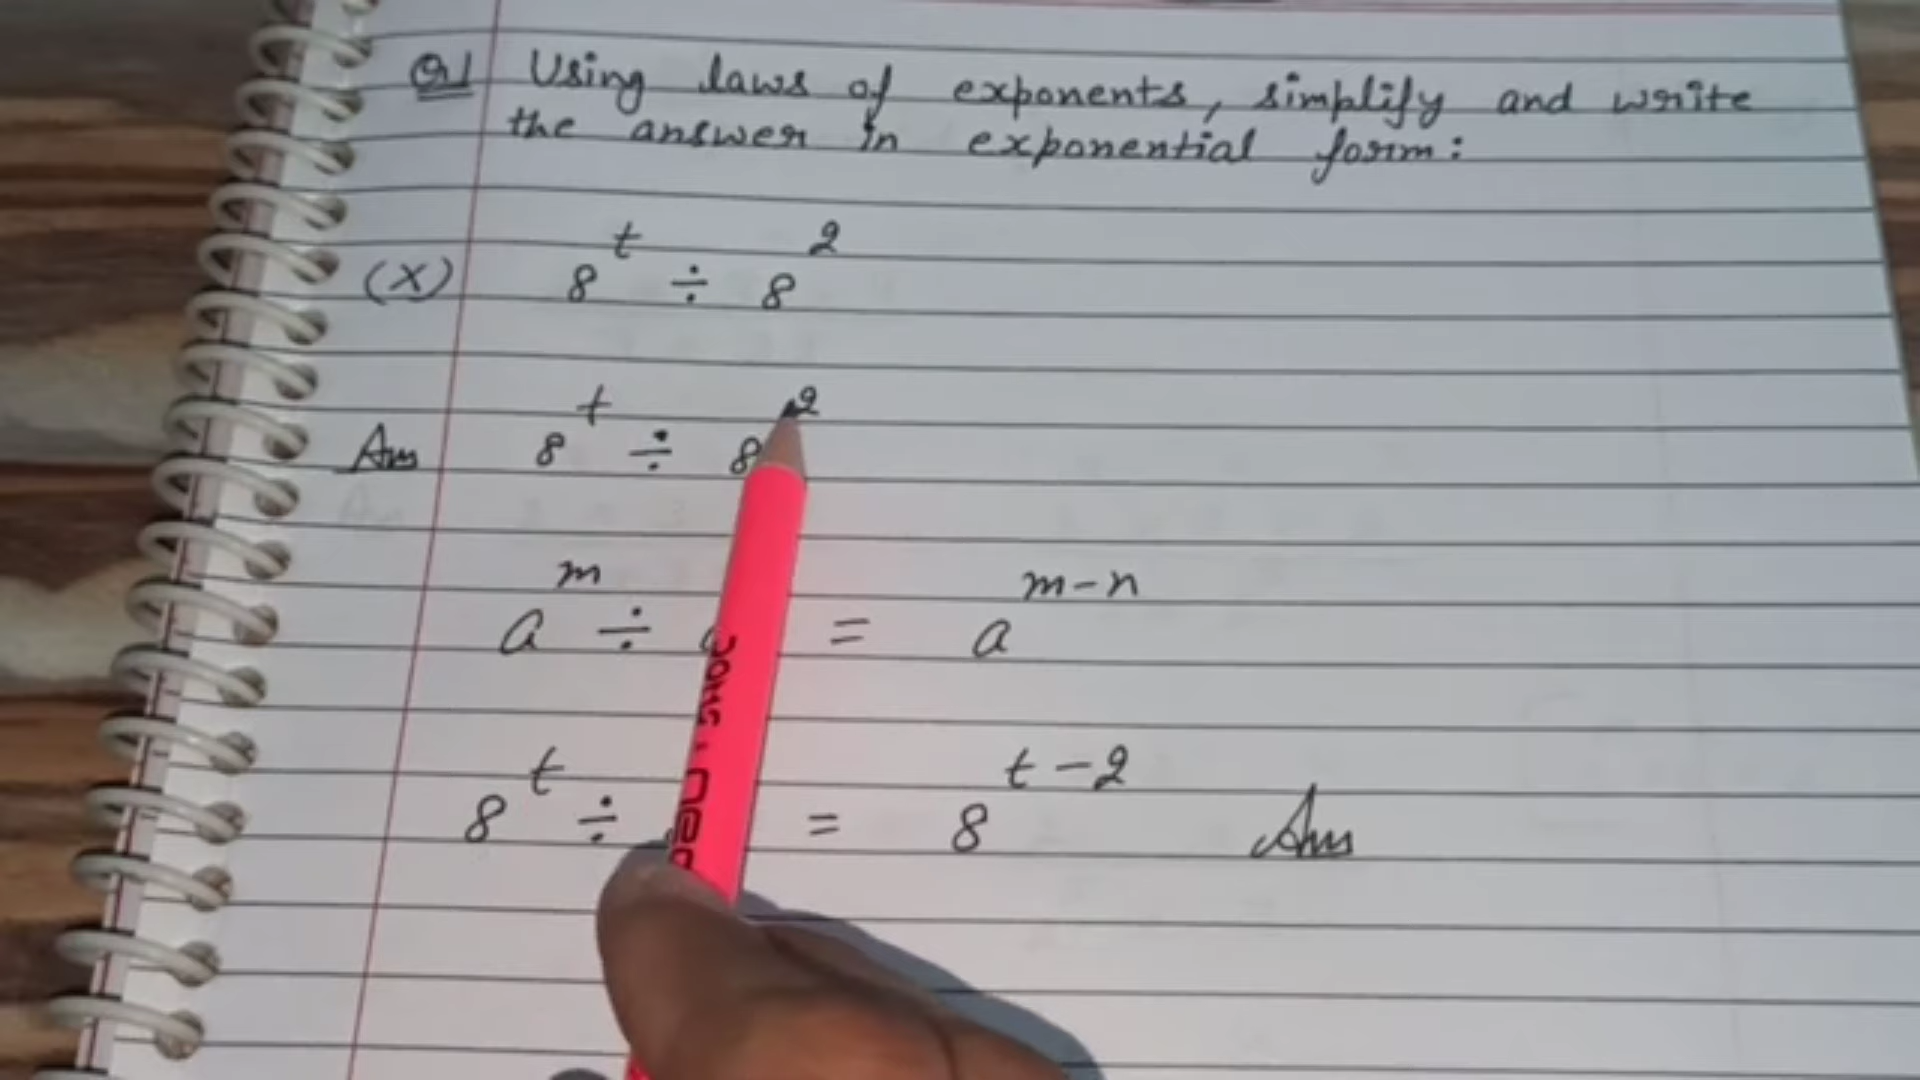 Q1 Using laws of exponents, simplify and write
the answer in exponential form:
(x) 8^t ÷ 8^2
Ans 8^t ÷ 8^2
a^m ÷ a = a^{m-n}
8^t ÷ = 8^{t-2} Ans